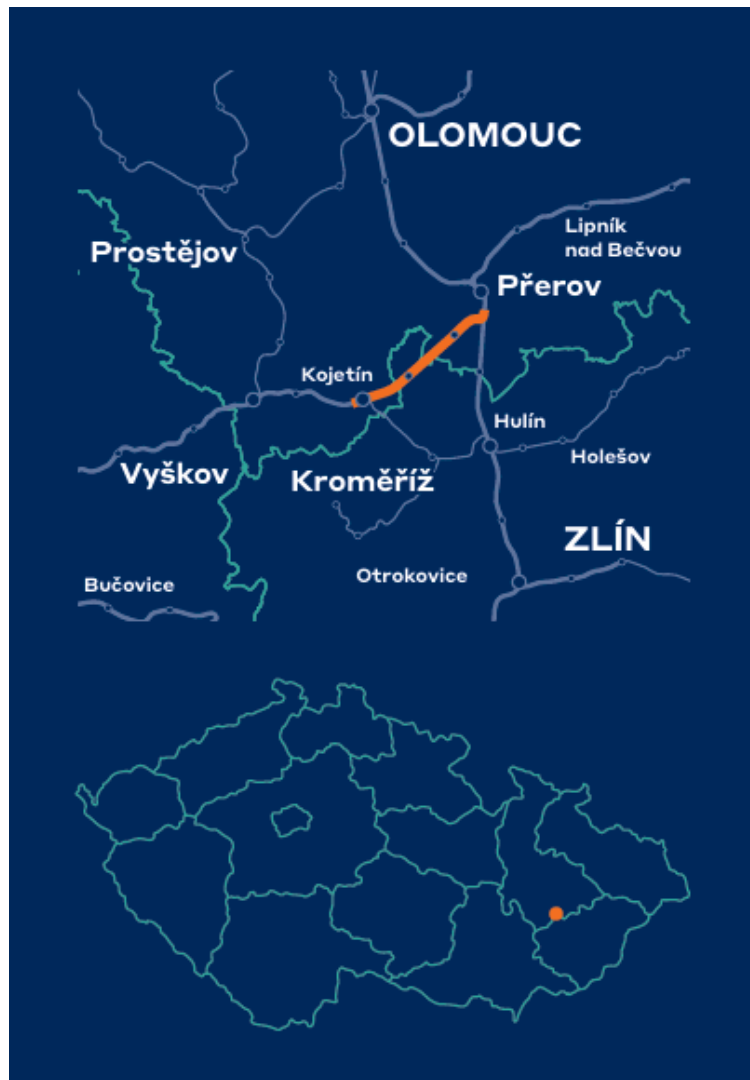 OLOMOUC
Lipník
nad Bečvou
Prostějov
Přerov
Kojetín
Hulín
Holešov
Vyškov
Kroměříž
ZLÍN
Otrokovice
Bučovice